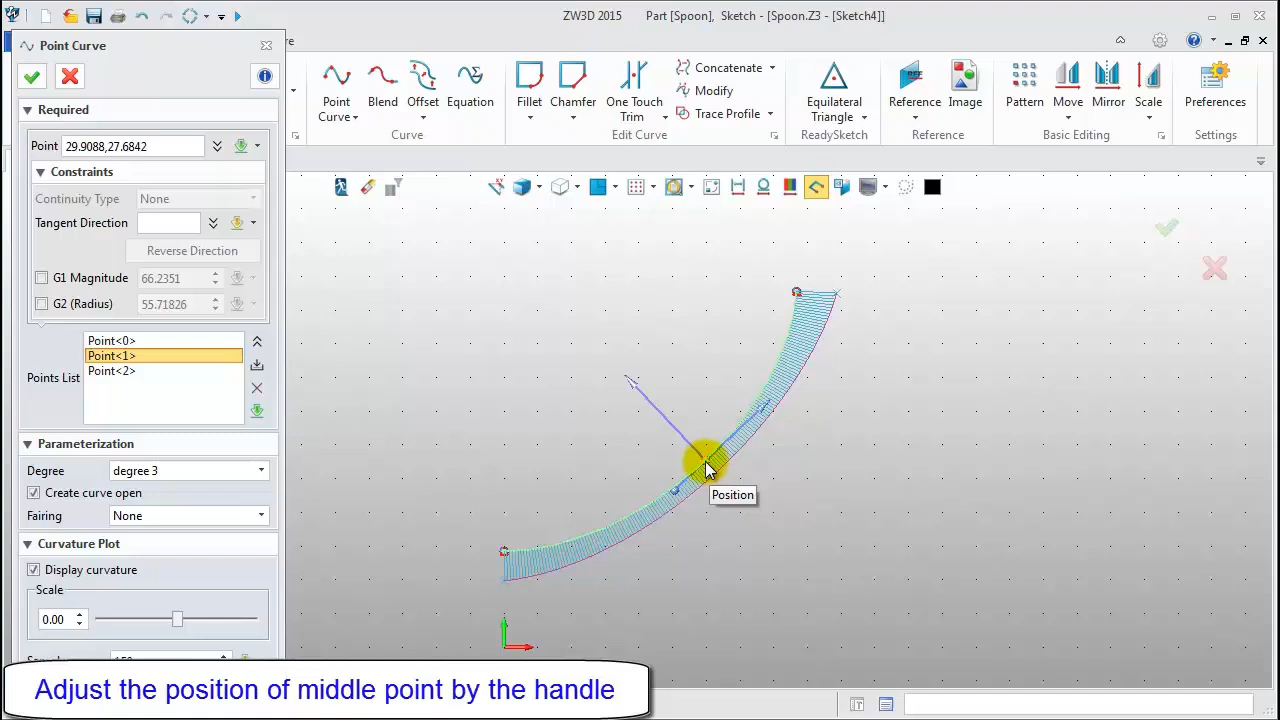 ZW3D 2015 Part [Spoon], Sketch - [Spoon.Z3 - [Sketch4]]
Point Curve
re
Required
Point 29.9088,27.6842
Constraints
Continuity Type None
Tangent Direction
Reverse Direction
G1 Magnitude 66.2351
G2 (Radius) 55.71826
Point<0>
Point<1>
Point<2>
Points List
Parameterization
Degree degree 3
Create curve open
Fairing None
Curvature Plot
Display curvature
Scale
0.00
Point Curve
Blend
Offset
Equation
Curve
Fillet
Chamfer
One Touch Trim
Concatenate
Modify
Trace Profile
Edit Curve
Equilateral Triangle
ReadySketch
REF
Reference
Image
Reference
Pattern
Move
Mirror
Scale
Basic Editing
Preferences
Settings
XY
Position
Adjust the position of middle point by the handle